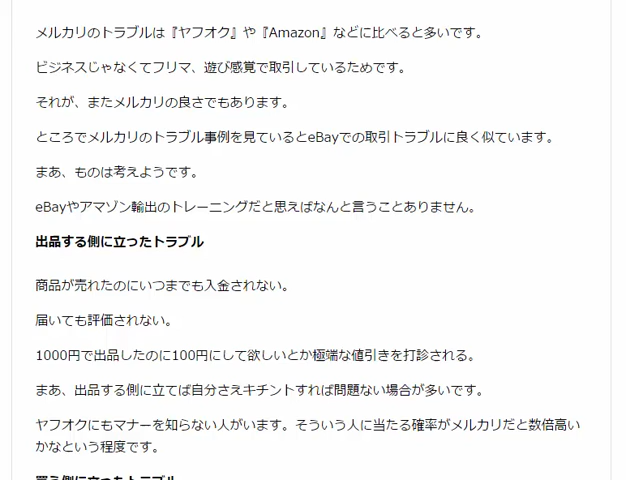 メルカリのトラブルは『ヤフオク』や『Amazon』などに比べると多いです。
ビジネスじゃなくてフリマ、遊び感覚で取引しているためです。
それが、またメルカリの良さでもあります。
ところでメルカリのトラブル事例を見ているとeBayでの取引トラブルに良く似ています。
まあ、ものは考えようです。
eBayやアマゾン輸出のトレーニングだと思えばなんと言うことありません。
出品する側に立ったトラブル
商品が売れたのにいつまでも入金されない。
届いても評価されない。
1000円で出品したのに100円にして欲しいとか極端な値引きを打診される。
まあ、出品する側に立てば自分さえキチントすれば問題ない場合が多いです。
ヤフオクにもマナーを知らない人がいます。そういう人に当たる確率がメルカリだと数倍高い
かなという程度です。
買う側に立ったトラブル